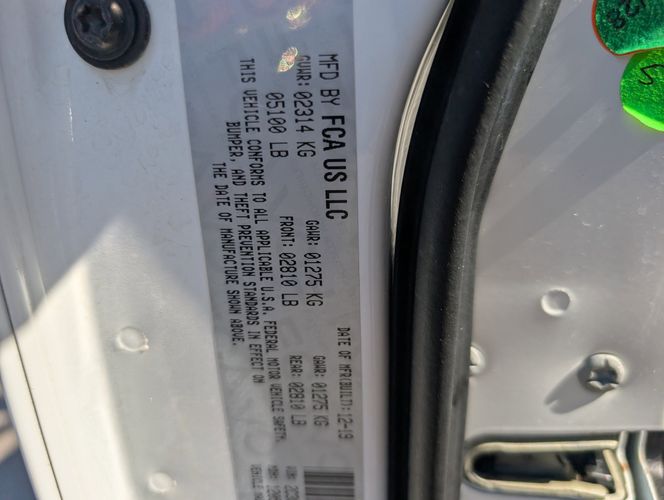 MFD BY FCA US LLC
DATE OF MFR(BUILT):12-19
GVWR: 02314 KG
GAWR: 01275 KG
GAWR: 01275 KG
05100 LB
FRONT: 02810 LB
REAR: 02810 LB
THIS VEHICLE CONFORMS TO ALL APPLICABLE U.S.A. FEDERAL MOTOR VEHICLE SAFETY,
BUMPER, AND THEFT PREVENTION STANDARDS IN EFFECT ON
THE DATE OF MANUFACTURE SHOWN ABOVE.